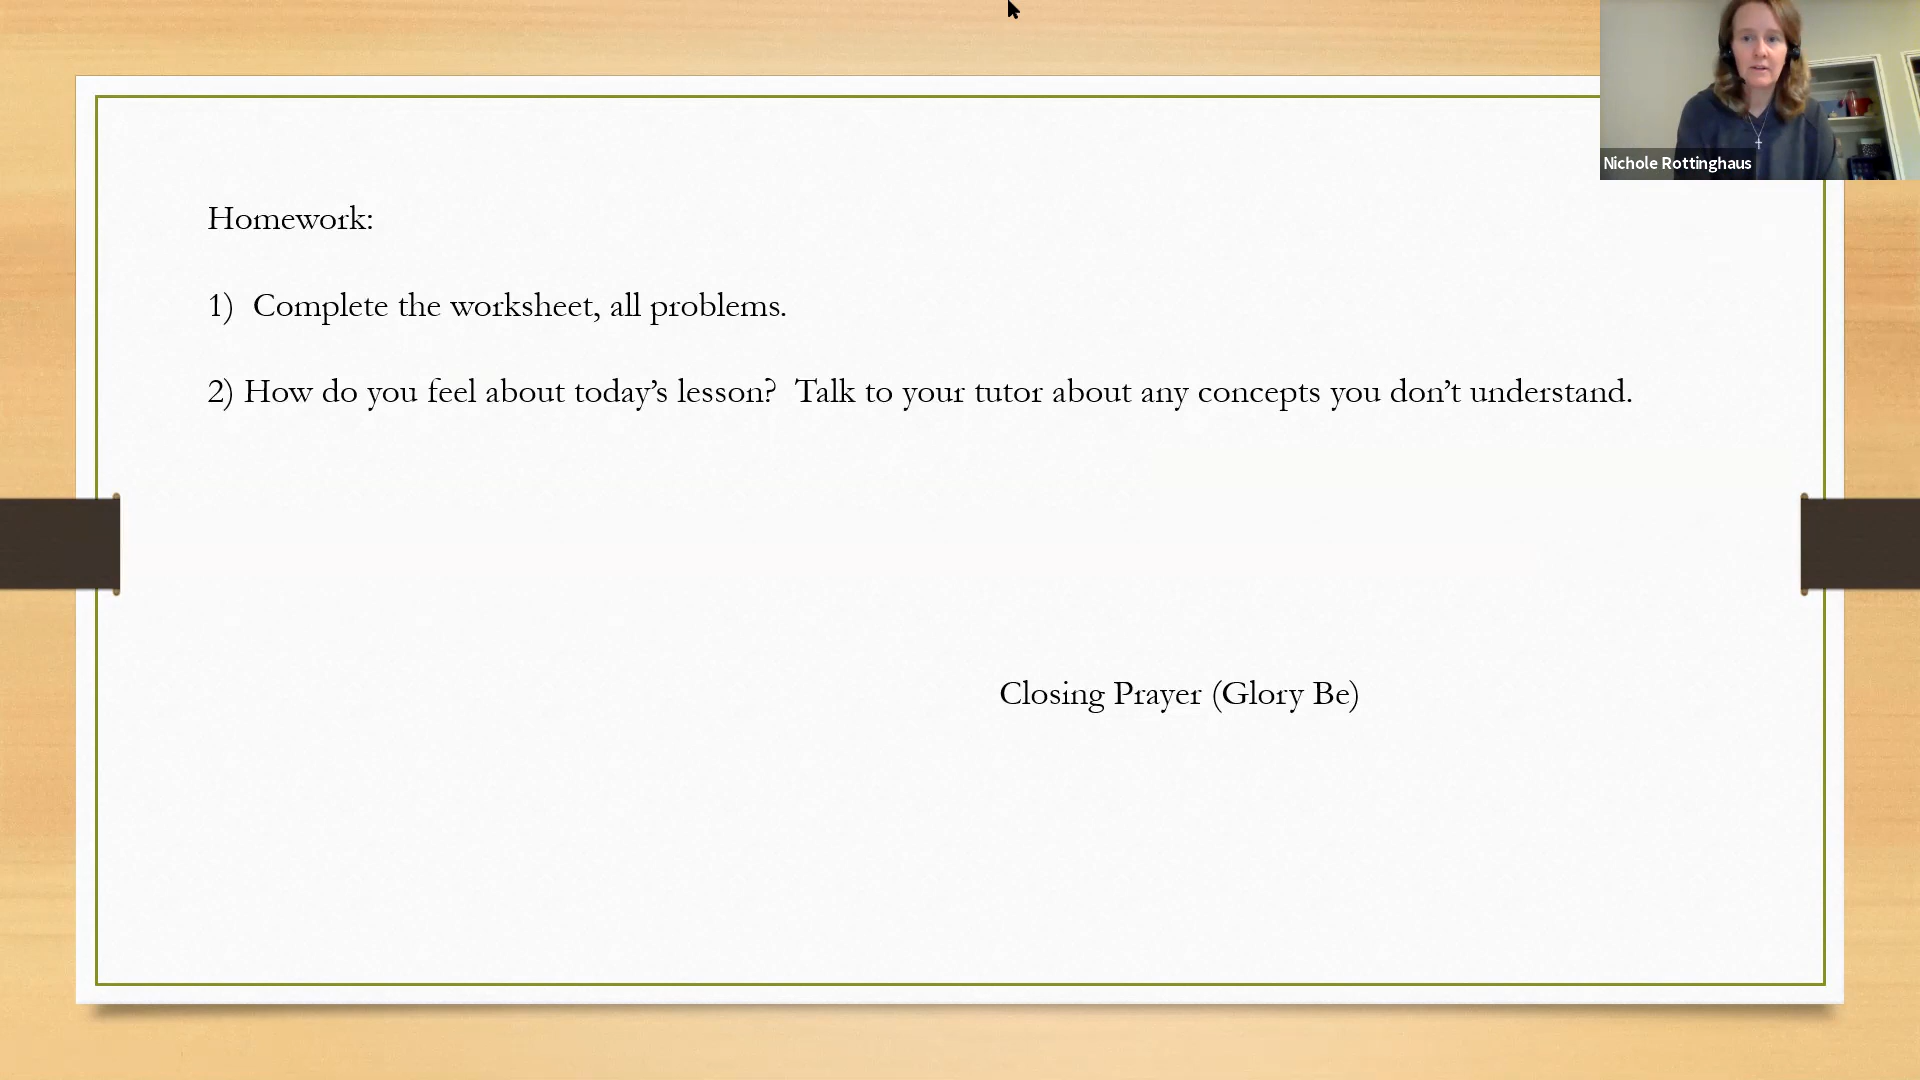 Nichole Rottinghaus
Homework:
1)  Complete the worksheet, all problems.
2) How do you feel about today’s lesson?  Talk to your tutor about any concepts you don’t understand.
Closing Prayer (Glory Be)